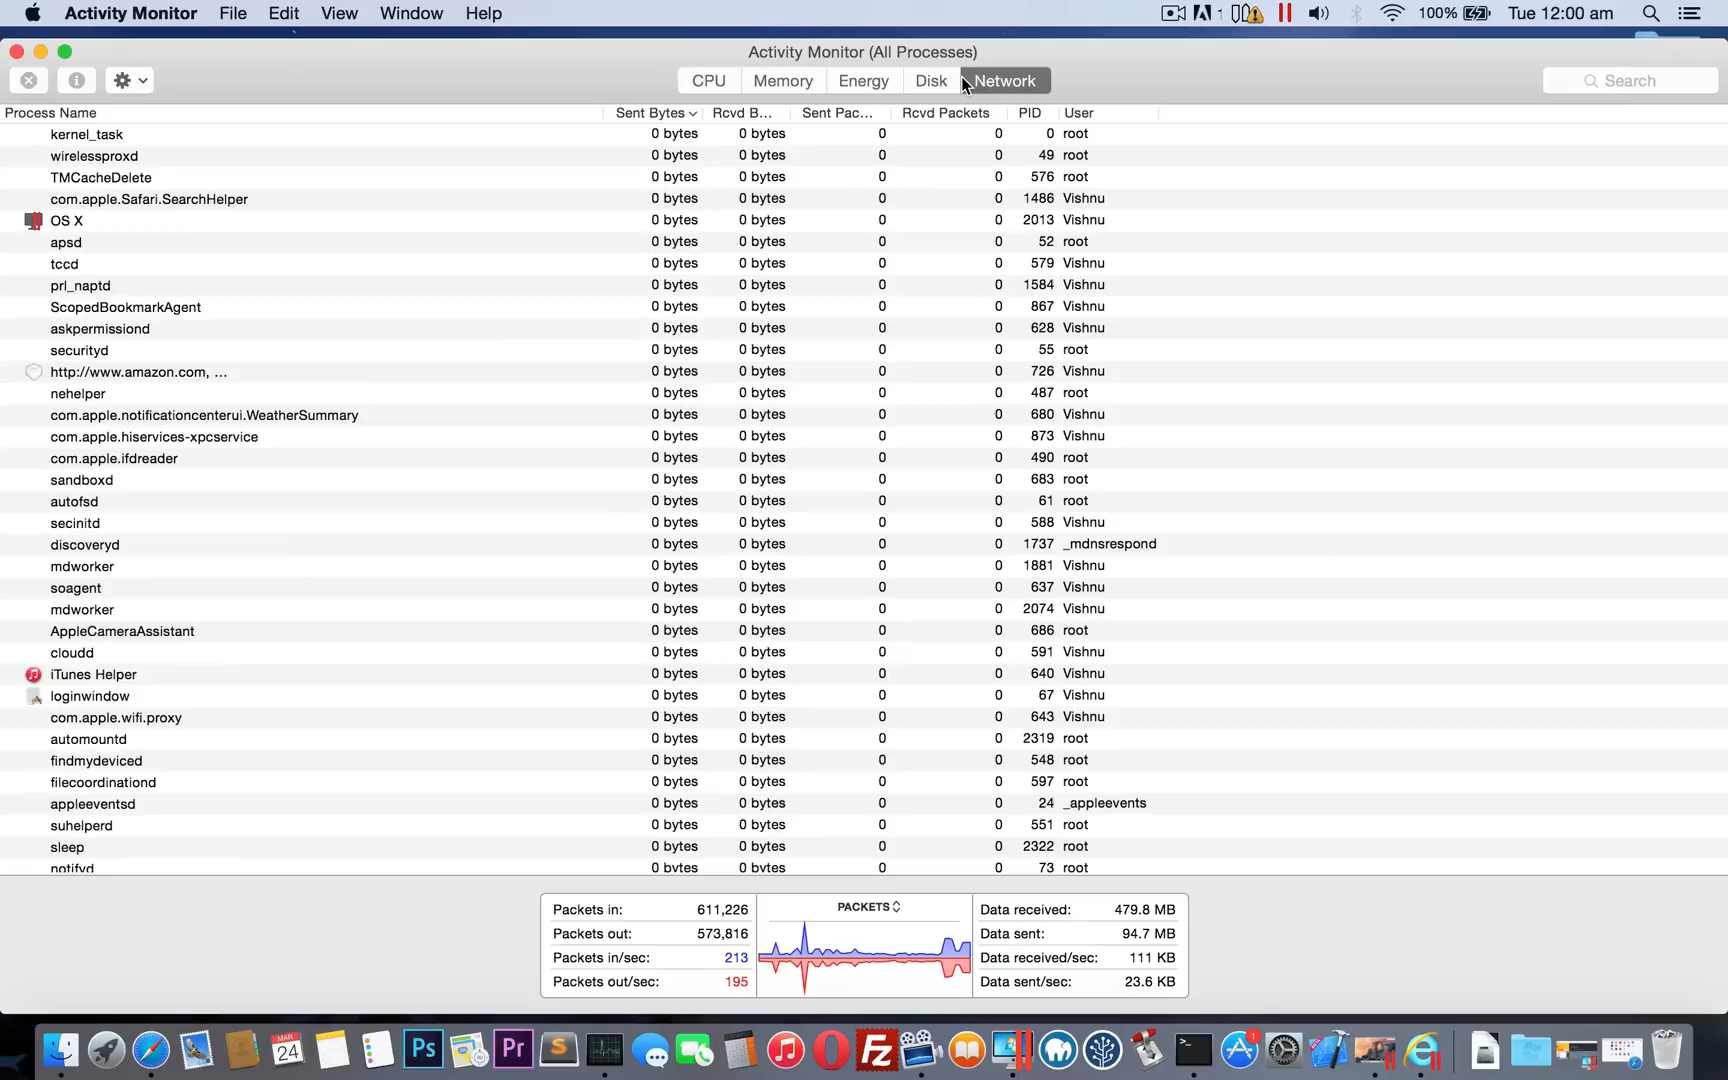 Activity Monitor File Edit View Window Help 1 100% Tue 12:00 am
Activity Monitor (All Processes)
CPU Memory Energy Disk Network Search
Process Name Sent Bytes Rcvd B... Sent Pac... Rcvd Packets PID User
kernel_task 0 bytes 0 bytes 0 0 0 root
wirelessproxd 0 bytes 0 bytes 0 0 49 root
TMCacheDelete 0 bytes 0 bytes 0 0 576 root
com.apple.Safari.SearchHelper 0 bytes 0 bytes 0 0 1486 Vishnu
OS X 0 bytes 0 bytes 0 0 2013 Vishnu
apsd 0 bytes 0 bytes 0 0 52 root
tccd 0 bytes 0 bytes 0 0 579 Vishnu
prl_naptd 0 bytes 0 bytes 0 0 1584 Vishnu
ScopedBookmarkAgent 0 bytes 0 bytes 0 0 867 Vishnu
askpermissiond 0 bytes 0 bytes 0 0 628 Vishnu
securityd 0 bytes 0 bytes 0 0 55 root
http://www.amazon.com, ... 0 bytes 0 bytes 0 0 726 Vishnu
nehelper 0 bytes 0 bytes 0 0 487 root
com.apple.notificationcenterui.WeatherSummary 0 bytes 0 bytes 0 0 680 Vishnu
com.apple.hiservices-xpcservice 0 bytes 0 bytes 0 0 873 Vishnu
com.apple.ifdreader 0 bytes 0 bytes 0 0 490 root
sandboxd 0 bytes 0 bytes 0 0 683 root
autofsd 0 bytes 0 bytes 0 0 61 root
secinitd 0 bytes 0 bytes 0 0 588 Vishnu
discoveryd 0 bytes 0 bytes 0 0 1737 _mdnsrespond
mdworker 0 bytes 0 bytes 0 0 1881 Vishnu
soagent 0 bytes 0 bytes 0 0 637 Vishnu
mdworker 0 bytes 0 bytes 0 0 2074 Vishnu
AppleCameraAssistant 0 bytes 0 bytes 0 0 686 root
cloudd 0 bytes 0 bytes 0 0 591 Vishnu
iTunes Helper 0 bytes 0 bytes 0 0 640 Vishnu
loginwindow 0 bytes 0 bytes 0 0 67 Vishnu
com.apple.wifi.proxy 0 bytes 0 bytes 0 0 643 Vishnu
automountd 0 bytes 0 bytes 0 0 2319 root
findmydeviced 0 bytes 0 bytes 0 0 548 root
filecoordinationd 0 bytes 0 bytes 0 0 597 root
appleeventsd 0 bytes 0 bytes 0 0 24 _appleevents
suhelperd 0 bytes 0 bytes 0 0 551 root
sleep 0 bytes 0 bytes 0 0 2322 root
notifyd 0 bytes 0 bytes 0 0 73 root
Packets in: 611,226 PACKETS Data received: 479.8 MB
Packets out: 573,816 Data sent: 94.7 MB
Packets in/sec: 213 Data received/sec: 111 KB
Packets out/sec: 195 Data sent/sec: 23.6 KB
MAR 24 Ps Pr S Fz 1